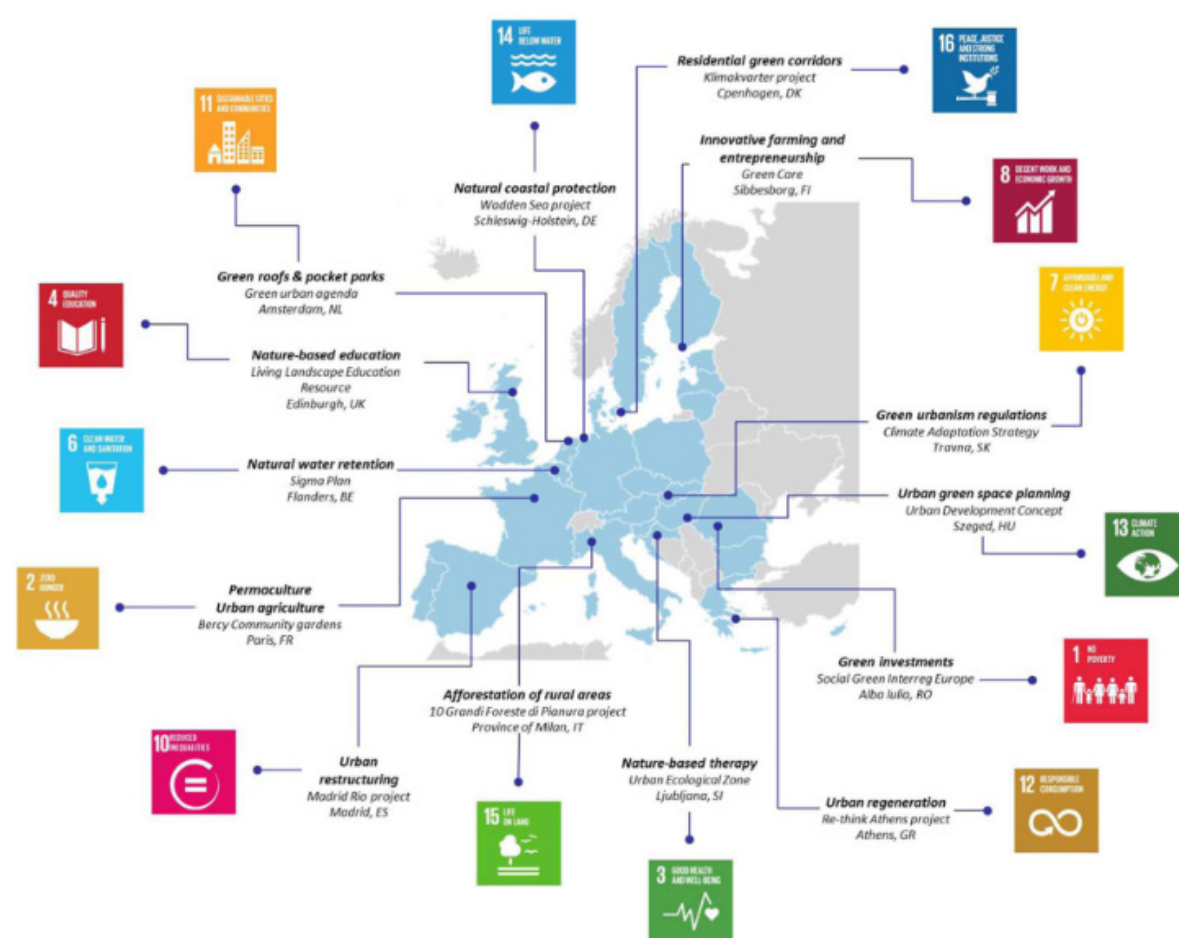 14 LIFE
BELOW WATER
Residential green corridors
Klimakvarter project
Cpenhagen, DK
16 PEACE, JUSTICE
AND STRONG
INSTITUTIONS
11 SUSTAINABLE CITIES
AND COMMUNITIES
Innovative farming and
entrepreneurship
Green Care
Sibbesborg, FI
8 DECENT WORK AND
ECONOMIC GROWTH
Natural coastal protection
Wadden Sea project
Schleswig-Holstein, DE
Green roofs & pocket parks
Green urban agenda
Amsterdam, NL
7 AFFORDABLE AND
CLEAN ENERGY
4 QUALITY
EDUCATION
Nature-based education
Living Landscape Education
Resource
Edinburgh, UK
Green urbanism regulations
Climate Adaptation Strategy
Travna, SK
6 CLEAN WATER
AND SANITATION
Natural water retention
Sigma Plan
Flanders, BE
Urban green space planning
Urban Development Concept
Szeged, HU
13 CLIMATE
ACTION
2 ZERO
HUNGER
Permaculture
Urban agriculture
Bercy Community gardens
Paris, FR
Green investments
Social Green Interreg Europe
Alba Iulia, RO
1 NO
POVERTY
Afforestation of rural areas
10 Grandi Foreste di Pianura project
Province of Milan, IT
10 REDUCED
INEQUALITIES
Urban
restructuring
Madrid Rio project
Madrid, ES
Nature-based therapy
Urban Ecological Zone
Ljubljana, SI
12 RESPONSIBLE
CONSUMPTION
Urban regeneration
Re-think Athens project
Athens, GR
15 LIFE
ON LAND
3 GOOD HEALTH
AND WELL-BEING